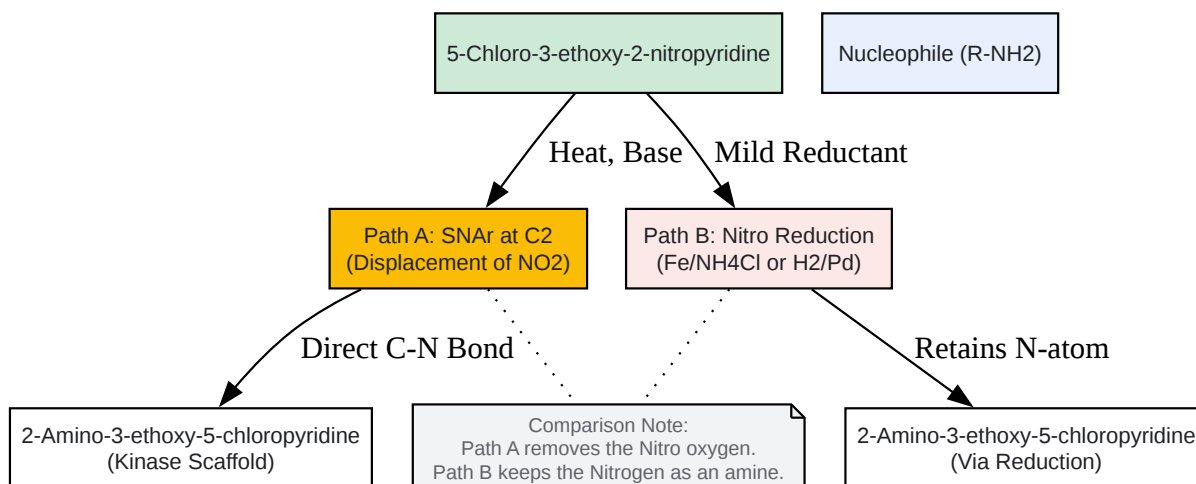 5-Chloro-3-ethoxy-2-nitropyridine
Nucleophile (R-NH2)
Heat, Base
Mild Reductant
Path A: SNAr at C2
(Displacement of NO2)
Path B: Nitro Reduction
(Fe/NH4Cl or H2/Pd)
Direct C-N Bond
Retains N-atom
2-Amino-3-ethoxy-5-chloropyridine
(Kinase Scaffold)
Comparison Note:
Path A removes the Nitro oxygen.
Path B keeps the Nitrogen as an amine.
2-Amino-3-ethoxy-5-chloropyridine
(Via Reduction)